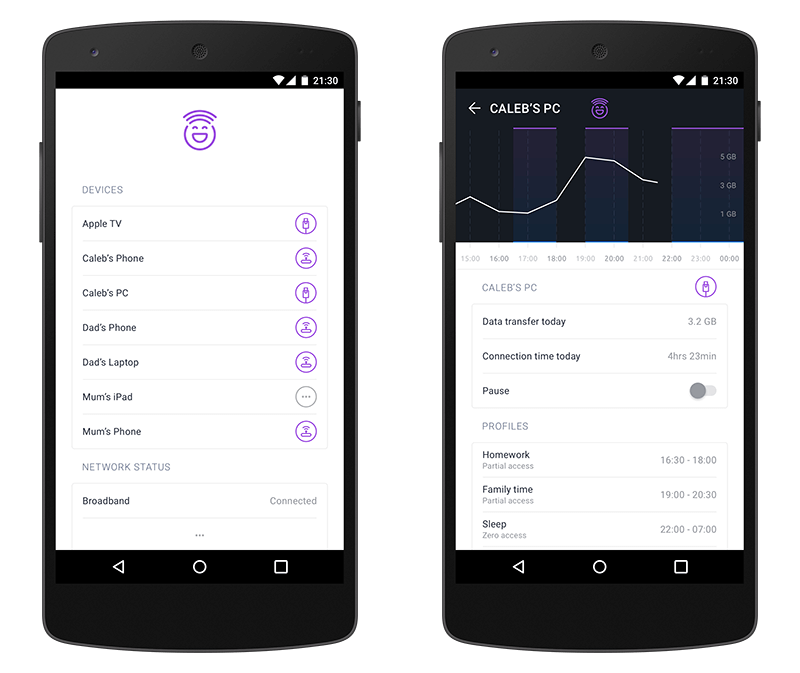 21:30
DEVICES
Apple TV
Caleb's Phone
Caleb's PC
Dad's Phone
Dad's Laptop
Mum's iPad
Mum's Phone
NETWORK STATUS
Broadband Connected
...
21:30
CALEB'S PC
5 GB
3 GB
1 GB
15:00 16:00 17:00 18:00 19:00 20:00 21:00 22:00 23:00 00:00
CALEB'S PC
Data transfer today 3.2 GB
Connection time today 4hrs 23min
Pause
PROFILES
Homework
Partial access
16:30 - 18:00
Family time
Partial access
19:00 - 20:30
Sleep
Zero access
22:00 - 07:00